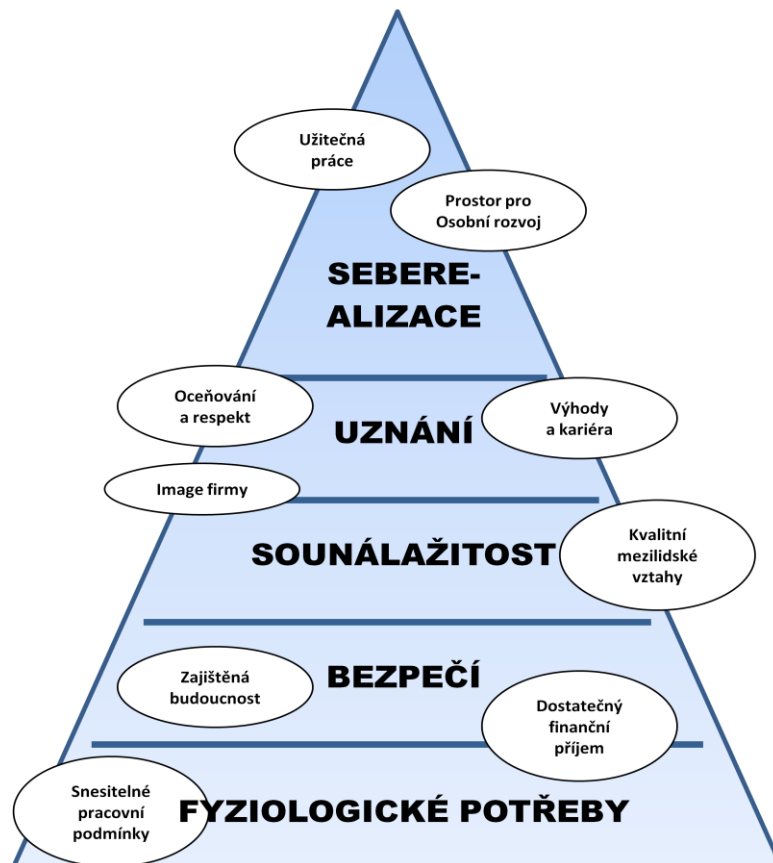 Užitečná
práce
Prostor pro
Osobní rozvoj
SEBERE-
ALIZACE
Oceňování
a respekt
Výhody
a kariéra
UZNÁNÍ
Image firmy
SOUNÁLAŽITOST
Kvalitní
mezilidské
vztahy
Zajištěná
budoucnost
BEZPEČÍ
Dostatečný
finanční
příjem
Snesitelné
pracovní
podmínky
FYZIOLOGICKÉ POTŘEBY